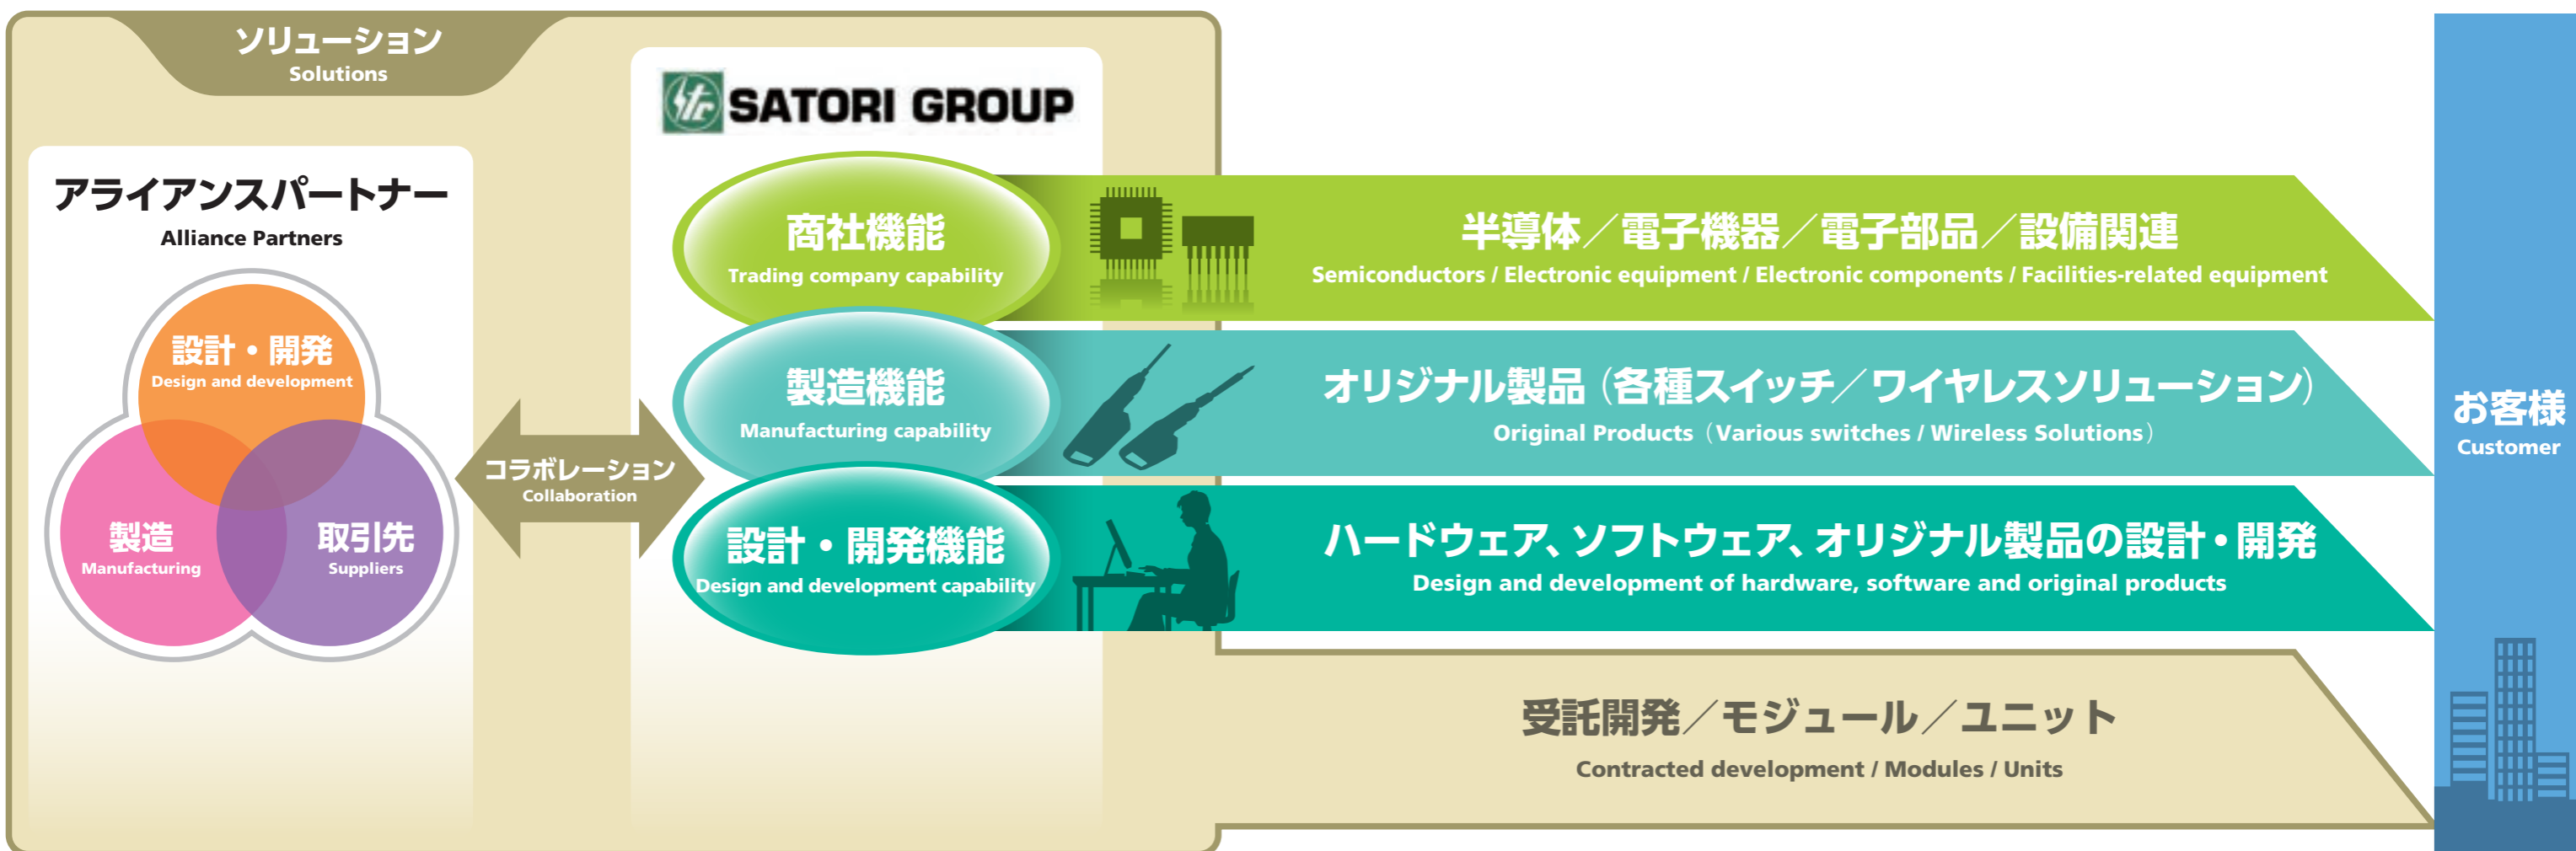 ソリューション
Solutions
アライアンスパートナー
Alliance Partners
設計・開発
Design and development
製造
Manufacturing
取引先
Suppliers
コラボレーション
Collaboration
SATORI GROUP
商社機能
Trading company capability
半導体／電子機器／電子部品／設備関連
Semiconductors / Electronic equipment / Electronic components / Facilities-related equipment
製造機能
Manufacturing capability
オリジナル製品（各種スイッチ／ワイヤレスソリューション）
Original Products（Various switches / Wireless Solutions）
設計・開発機能
Design and development capability
ハードウェア、ソフトウェア、オリジナル製品の設計・開発
Design and development of hardware, software and original products
受託開発／モジュール／ユニット
Contracted development / Modules / Units
お客様
Customer